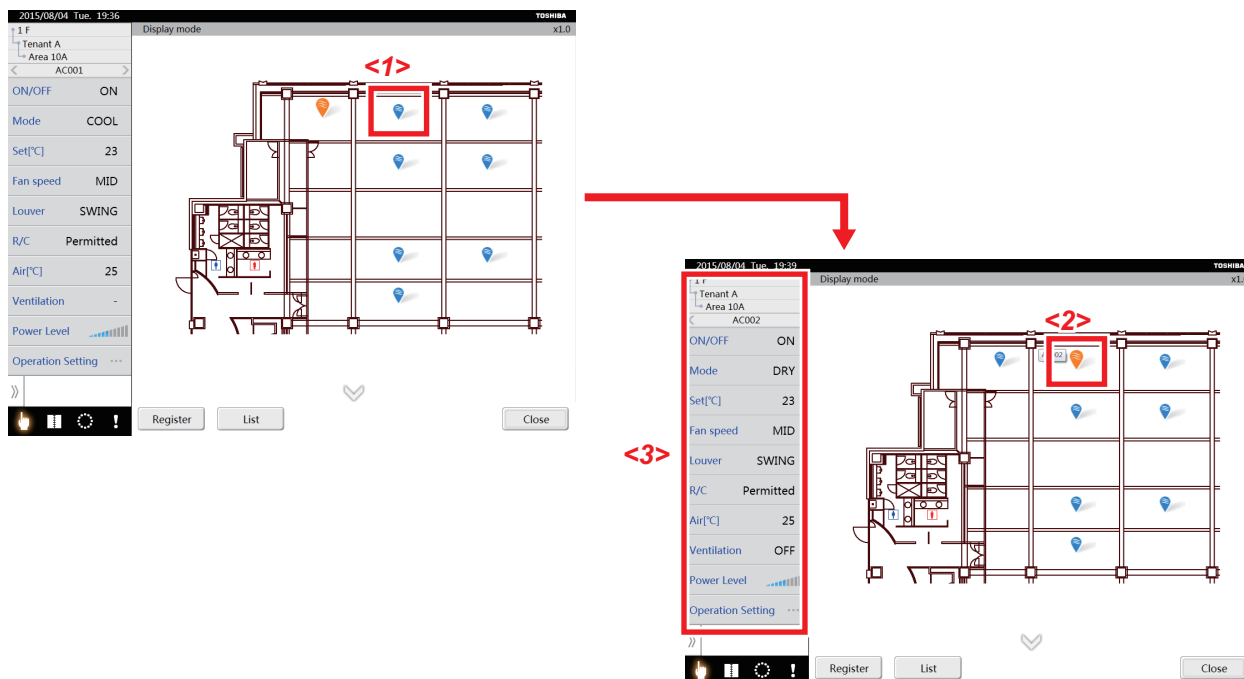 2015/08/04 Tue. 19:36 TOSHIBA
1 F
Tenant A
Area 10A
AC001
ON/OFF ON
Mode COOL
Set[°C] 23
Fan speed MID
Louver SWING
R/C Permitted
Air[°C] 25
Ventilation -
Power Level
Operation Setting ...
Display mode x1.0
<1>
Register List Close
2015/08/04 Tue. 19:39 TOSHIBA
1 F
Tenant A
Area 10A
AC002
ON/OFF ON
Mode DRY
Set[°C] 23
Fan speed MID
Louver SWING
R/C Permitted
Air[°C] 25
Ventilation OFF
Power Level
Operation Setting ...
<3>
Display mode
<2>
Register List Close